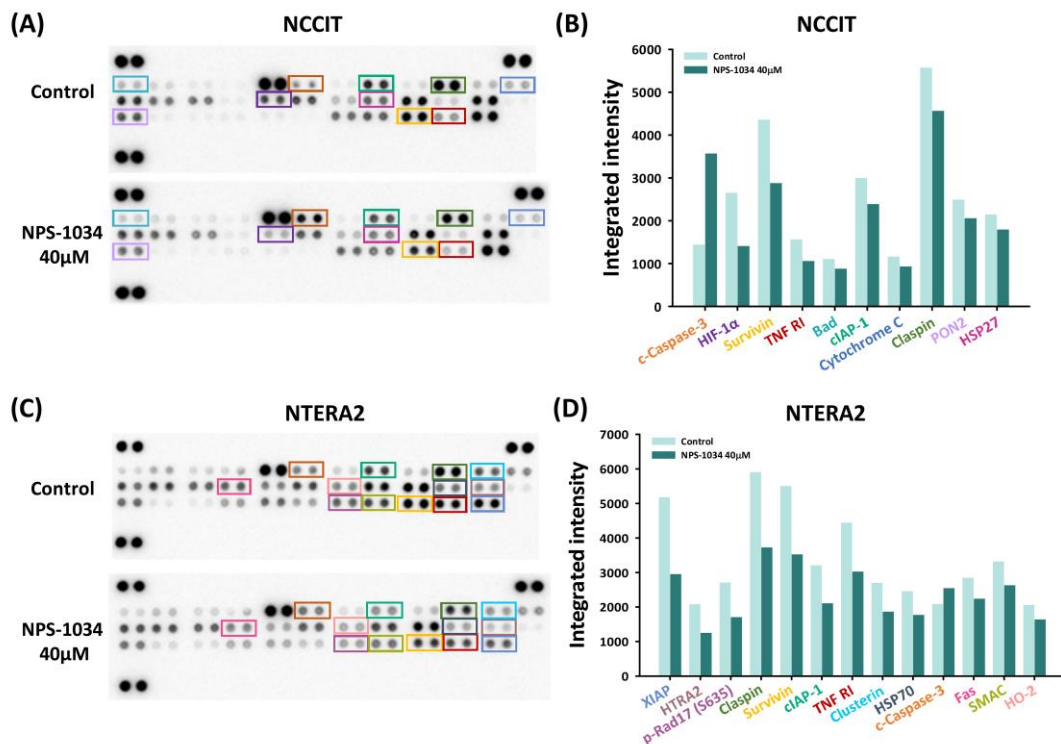 (A)
NCCIT
Control
NPS-1034
40μM
(B)
NCCIT
Integrated intensity
6000
5000
4000
3000
2000
1000
0
Control
NPS-1034 40μM
c-Caspase-3
HIF-1α
Survivin
TNF RI
Bad
cIAP-1
Cytochrome C
Claspin
PON2
HSP27
(C)
NTERA2
Control
NPS-1034
40μM
(D)
NTERA2
Integrated intensity
7000
6000
5000
4000
3000
2000
1000
0
Control
NPS-1034 40μM
XIAP
HTRA2
p-Rad17 (S635)
Claspin
Survivin
cIAP-1
TNF RI
Clusterin
HSP70
c-Caspase-3
Fas
SMAC
HO-2